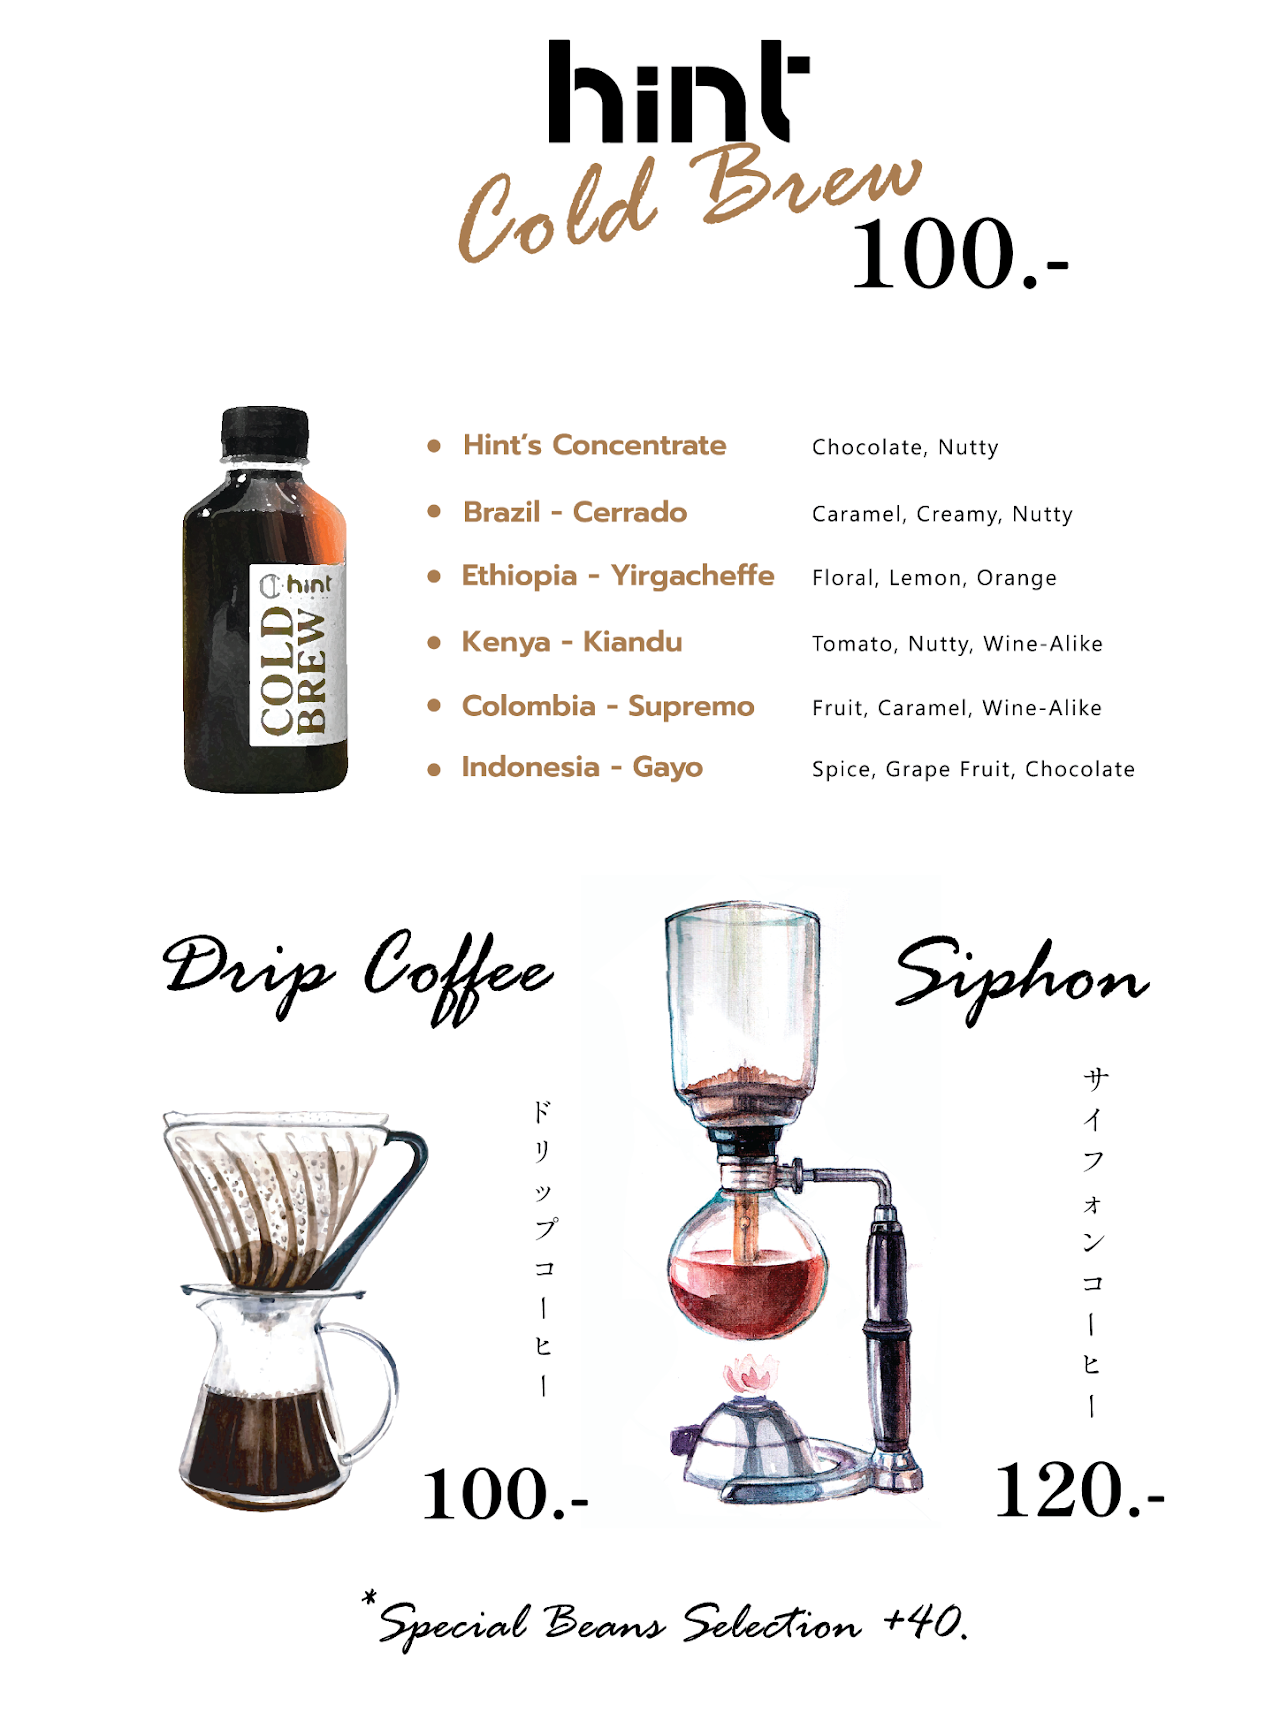 hint
Cold Brew
100.-
• Hint's Concentrate Chocolate, Nutty
• Brazil - Cerrado Caramel, Creamy, Nutty
• Ethiopia - Yirgacheffe Floral, Lemon, Orange
• Kenya - Kiandu Tomato, Nutty, Wine-Alike
• Colombia - Supremo Fruit, Caramel, Wine-Alike
• Indonesia - Gayo Spice, Grape Fruit, Chocolate
hint
COLD
BREW
Drip Coffee
ドリップコーヒー
100.-
Siphon
サイフォンコーヒー
120.-
*Special Beans Selection +40.